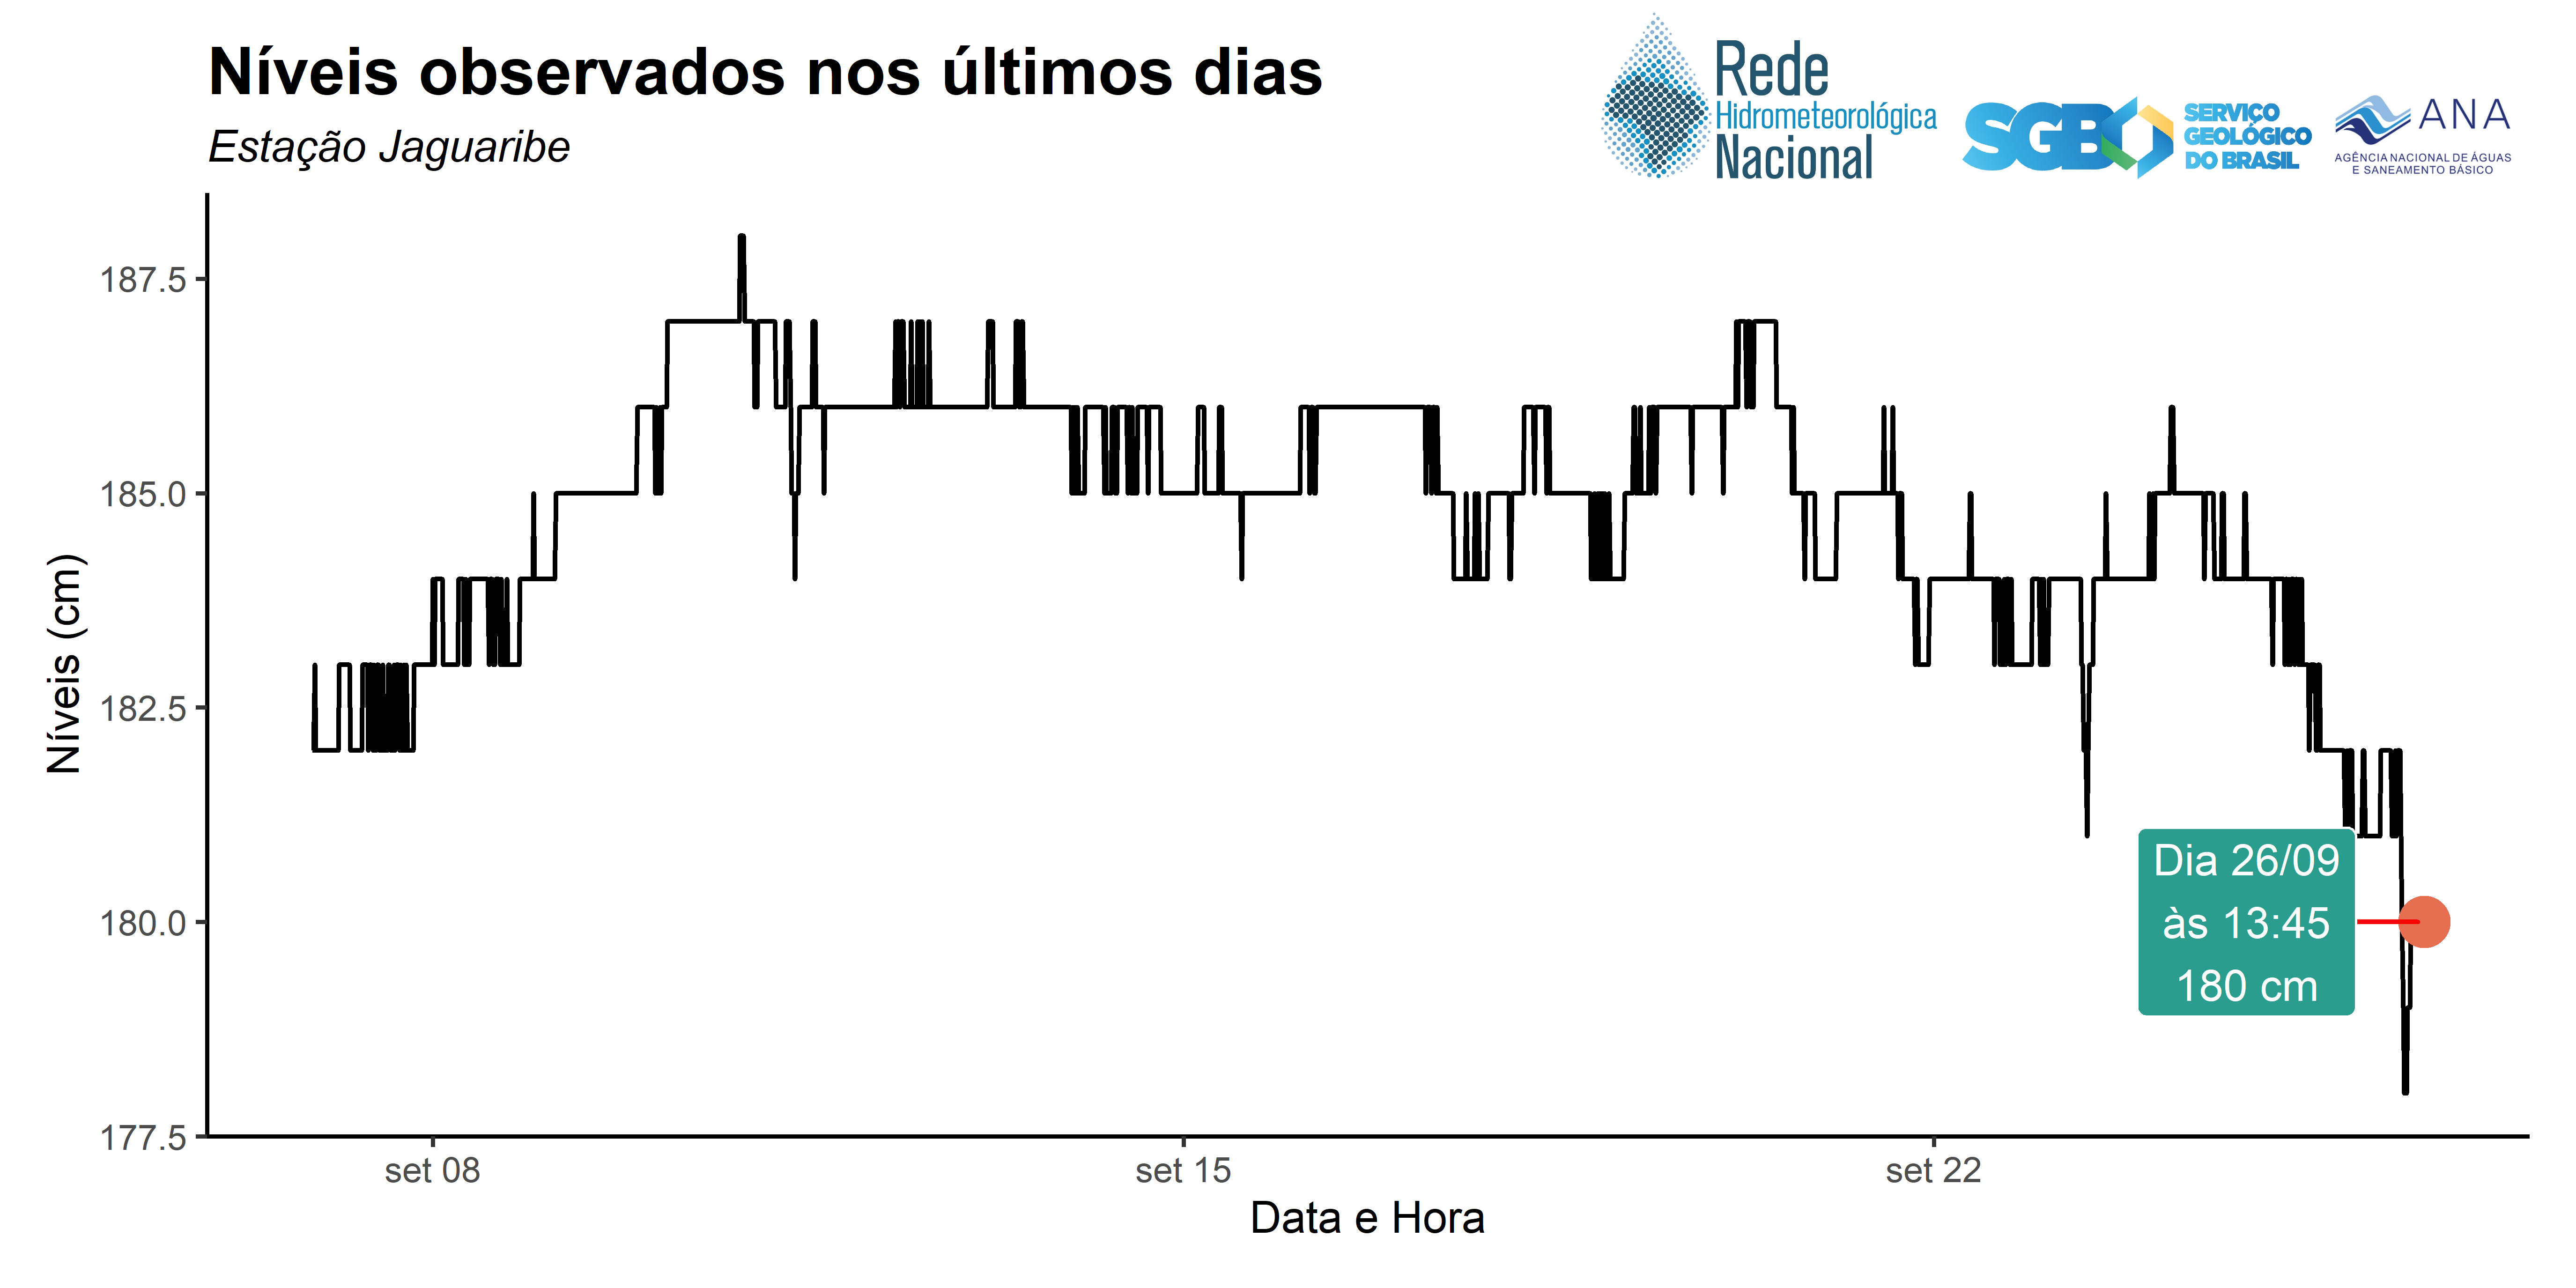 Níveis observados nos últimos dias
Estação Jaguaribe
Rede
Hidrometeorológica
Nacional
SGB
SERVIÇO
GEOLÓGICO
DO BRASIL
ANA
AGÊNCIA NACIONAL DE ÁGUAS
E SANEAMENTO BÁSICO
Níveis (cm)
187.5
185.0
182.5
180.0
177.5
Dia 26/09
às 13:45
180 cm
set 08
set 15
set 22
Data e Hora